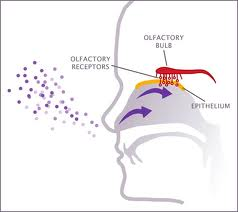 OLFACTORY
BULB
OLFACTORY
RECEPTORS
EPITHELIUM